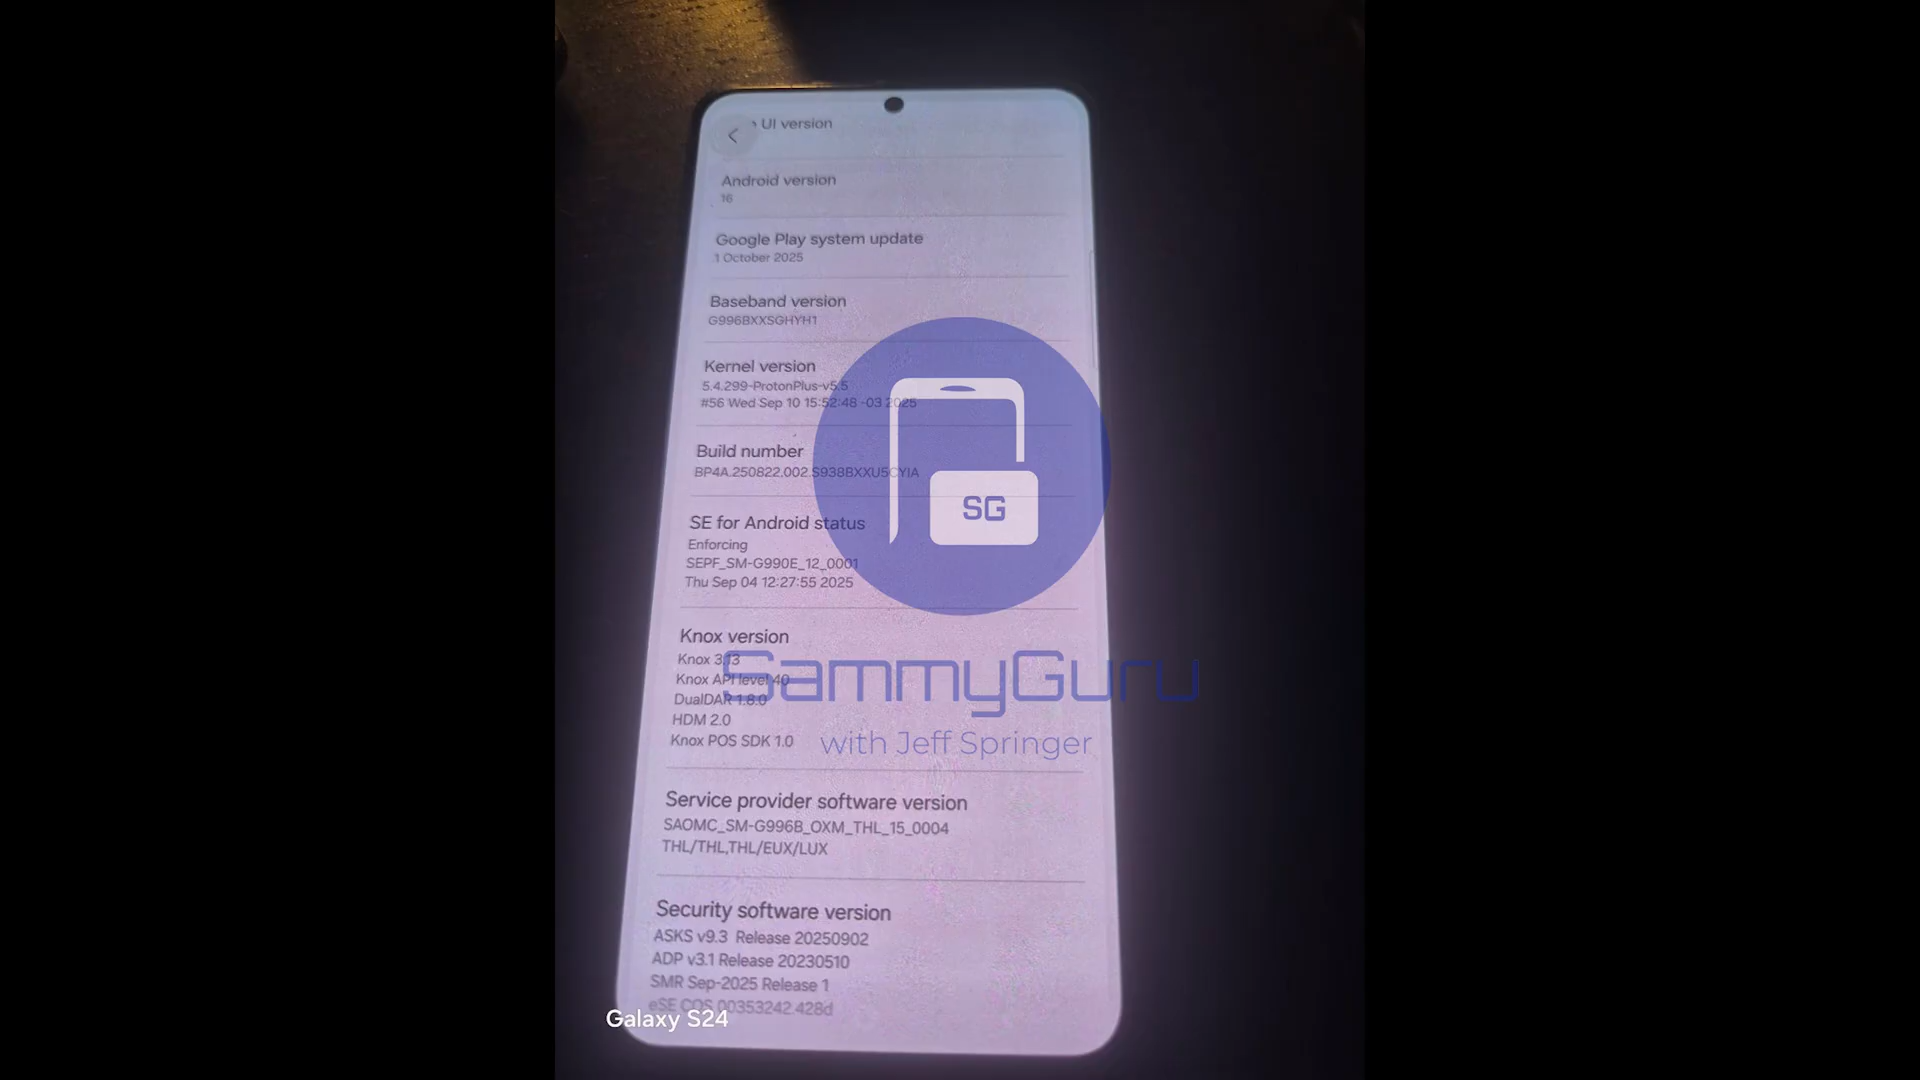 UI version
Android version
16
Google Play system update
1 October 2025
Baseband version
G996BXXSGHYH1
Kernel version
5.4.299-ProtonPlus-v5.5
#56 Wed Sep 10 15:52:48 -03 2025
Build number
BP4A.250822.002.S938BXXU5CYIA
SE for Android status
Enforcing
SEPF_SM-G990E_12_0001
Thu Sep 04 12:27:55 2025
Knox version
Knox 3.13
Knox API level 40
DualDAR 1.8.0
HDM 2.0
Knox POS SDK 1.0
Service provider software version
SAOMC_SM-G996B_OXM_THL_15_0004
THL/THL,THL/EUX/LUX
Security software version
ASKS v9.3 Release 20250902
ADP v3.1 Release 20230510
SMR Sep-2025 Release 1
eSE COS 00353242.428d
Galaxy S24
SG
SammyGuru
with Jeff Springer